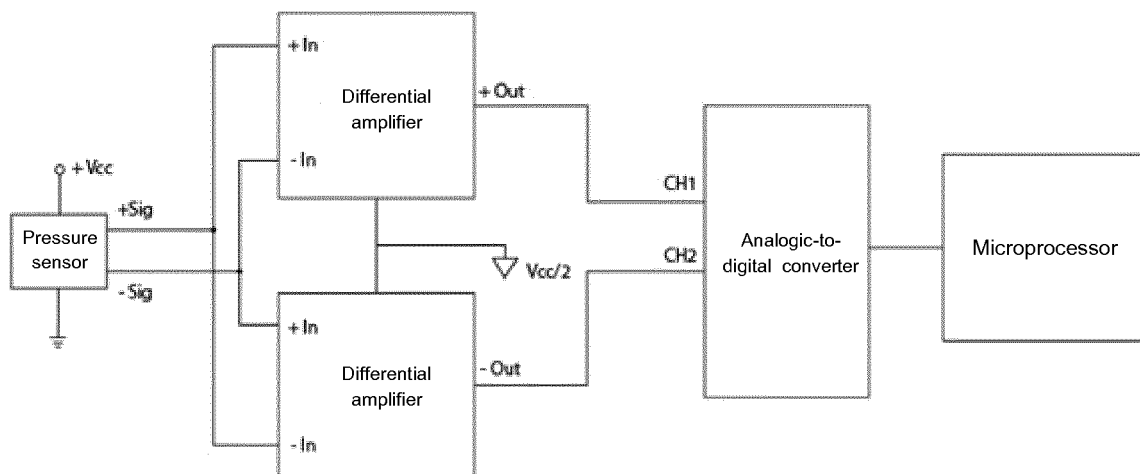 + In
Differential
amplifier
+ Out
- In
+ Vcc
+Sig
Pressure
sensor
- Sig
Vcc/2
CH1
CH2
Analogic-to-
digital converter
Microprocessor
+ In
Differential
amplifier
- Out
- In